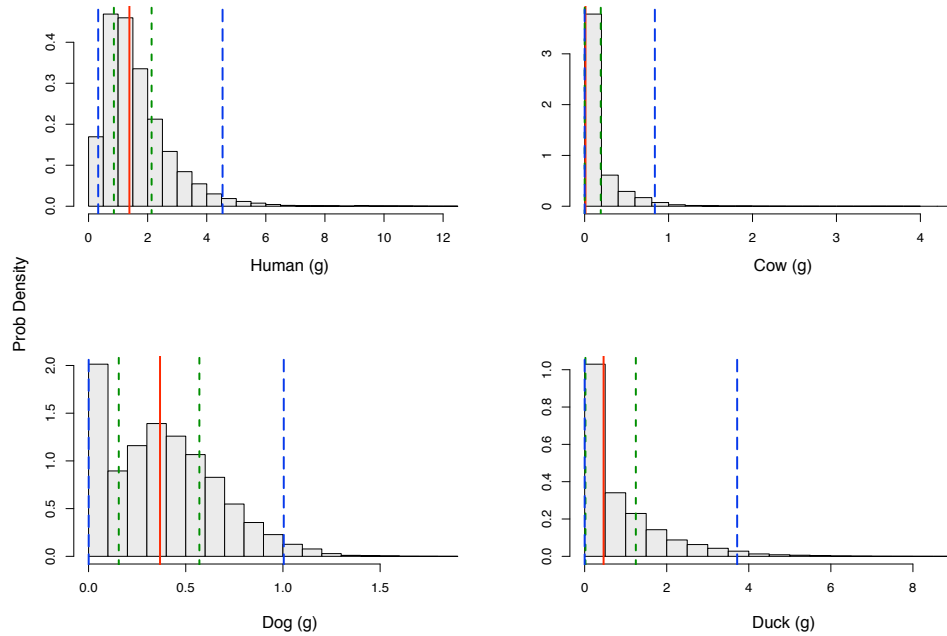 0.0 0.1 0.2 0.3 0.4
0 2 4 6 8 10 12
Human (g)
0 1 2 3
0 1 2 3 4
Cow (g)
Prob Density
0.0 0.5 1.0 1.5 2.0
0.0 0.5 1.0 1.5
Dog (g)
0.0 0.2 0.4 0.6 0.8 1.0
0 2 4 6 8
Duck (g)